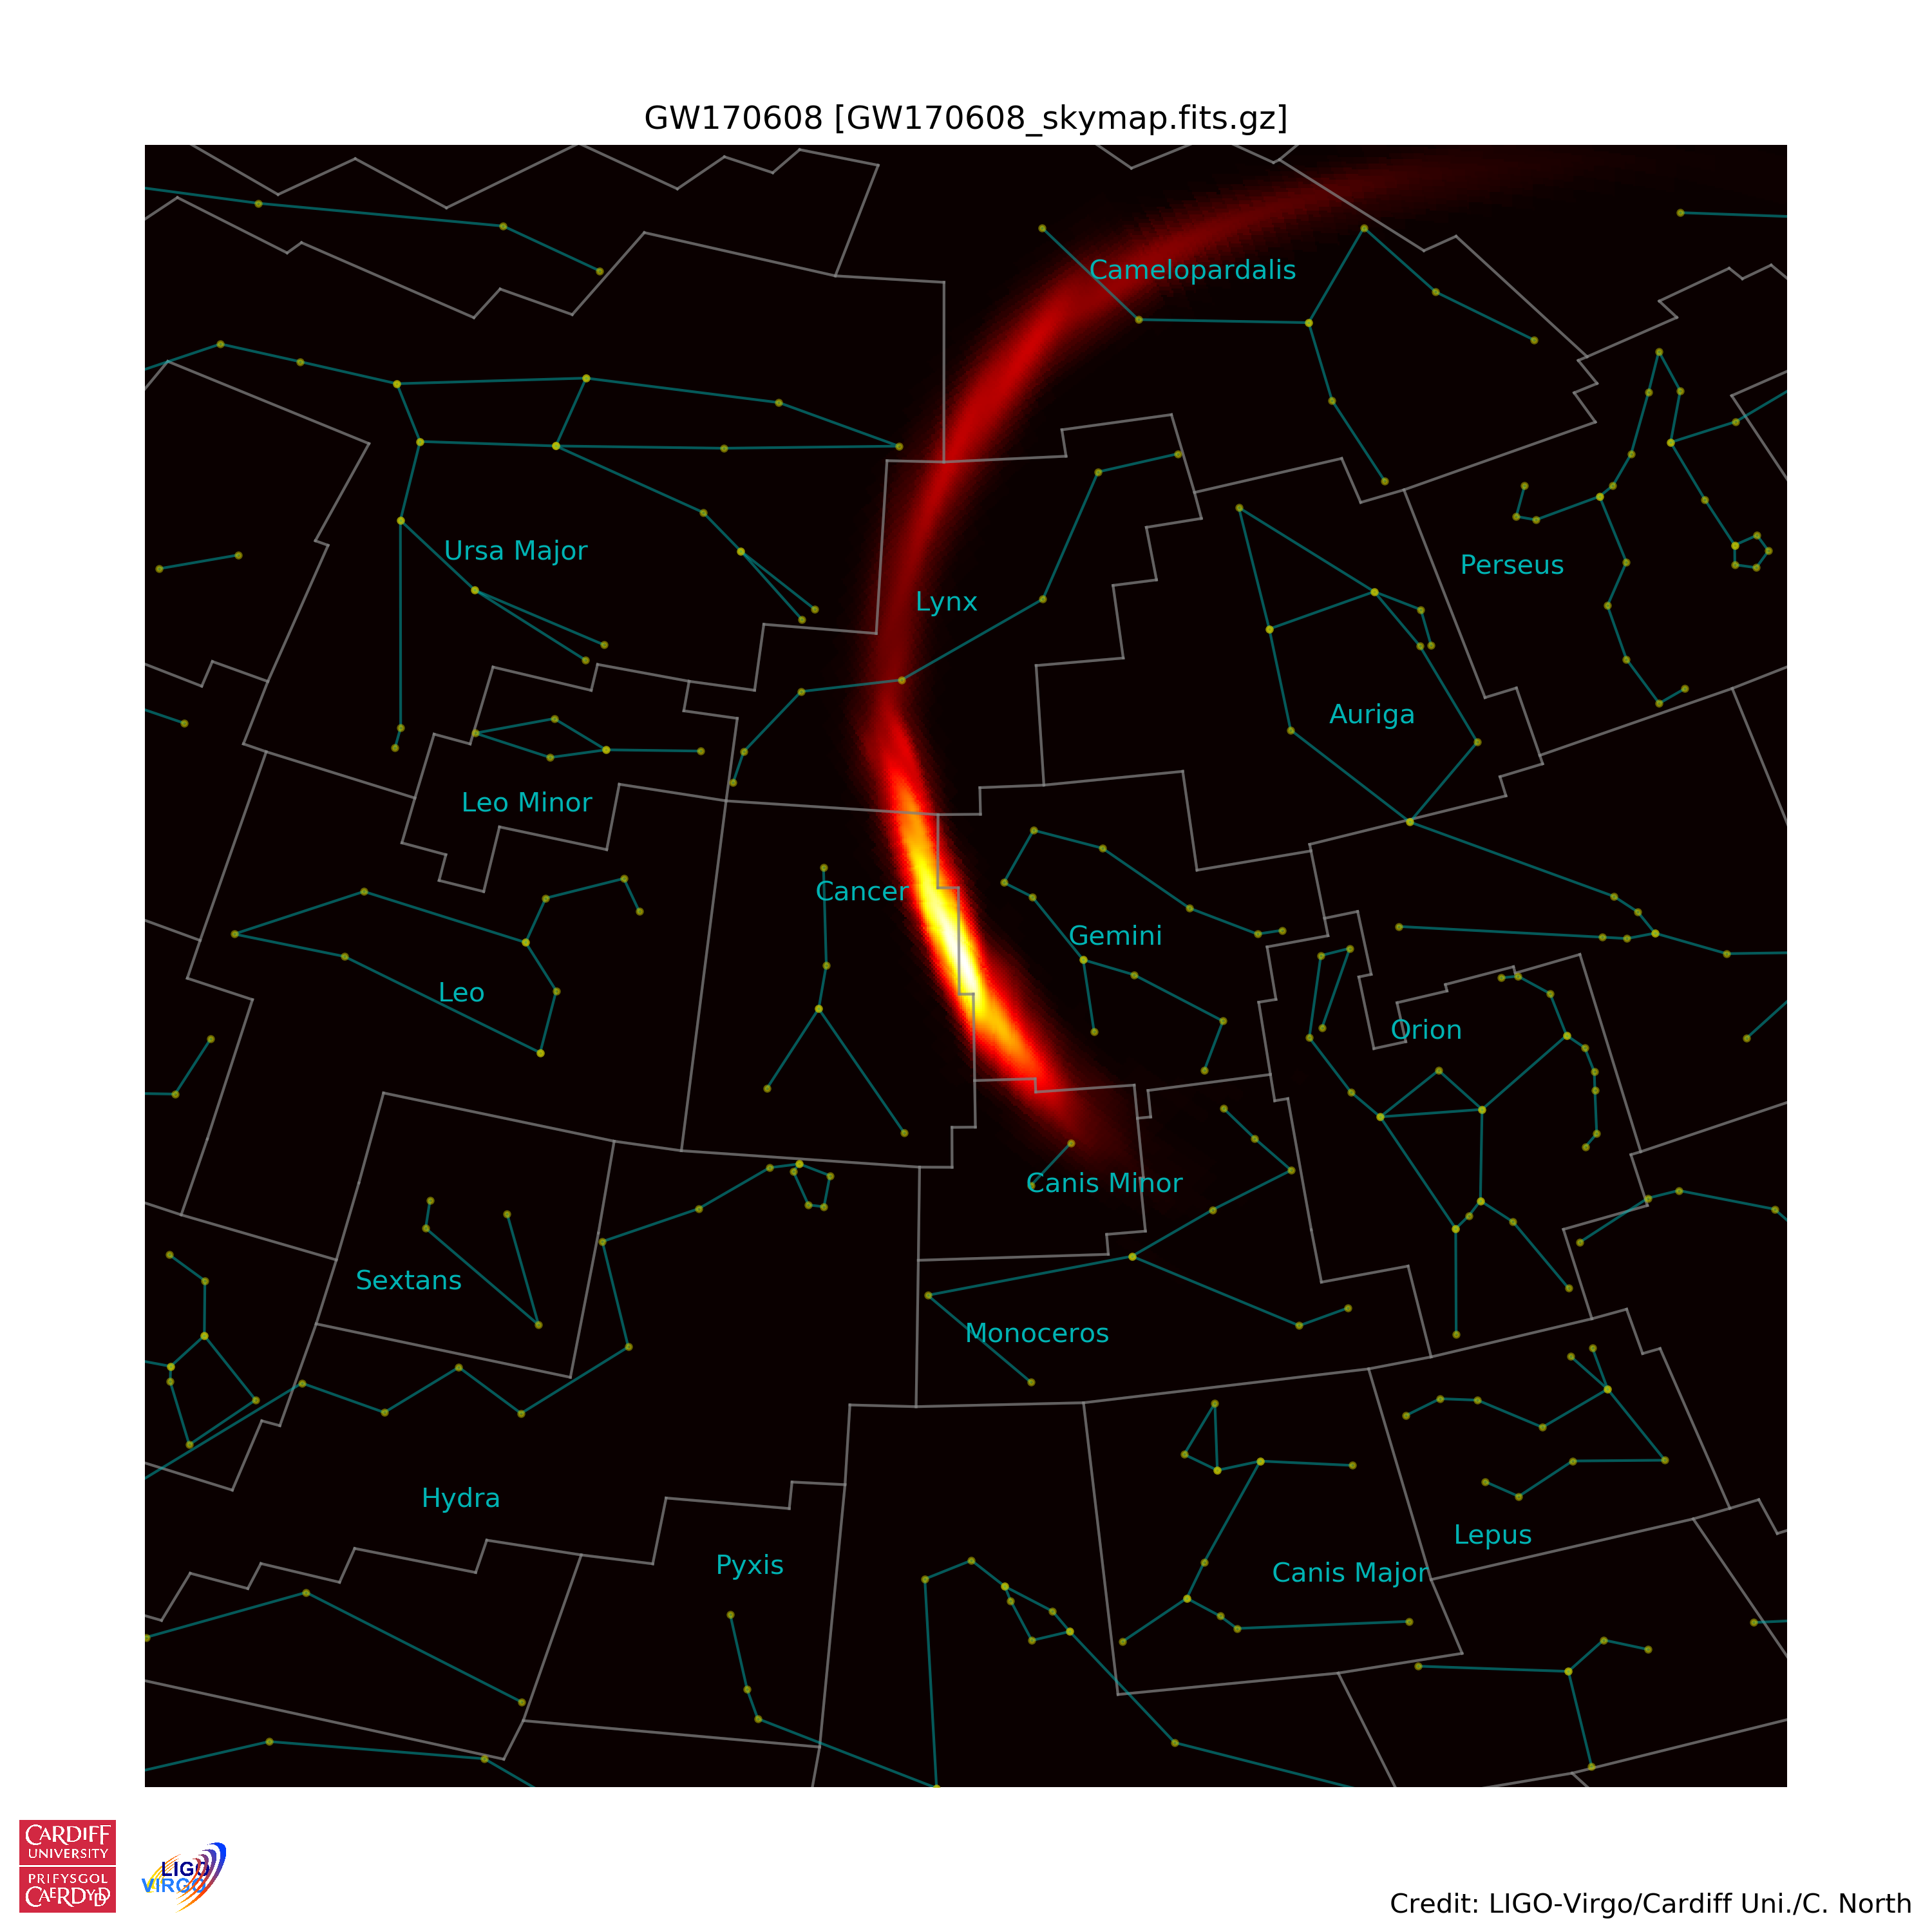 GW170608 [GW170608_skymap.fits.gz]
Camelopardalis
Ursa Major
Perseus
Lynx
Auriga
Leo Minor
Cancer
Gemini
Leo
Orion
Canis Minor
Sextans
Monoceros
Hydra
Lepus
Pyxis
Canis Major
CARDIFF
UNIVERSITY
PRIFYSGOL
CAERDYDD
LIGO
VIRGO
Credit: LIGO-Virgo/Cardiff Uni./C. North